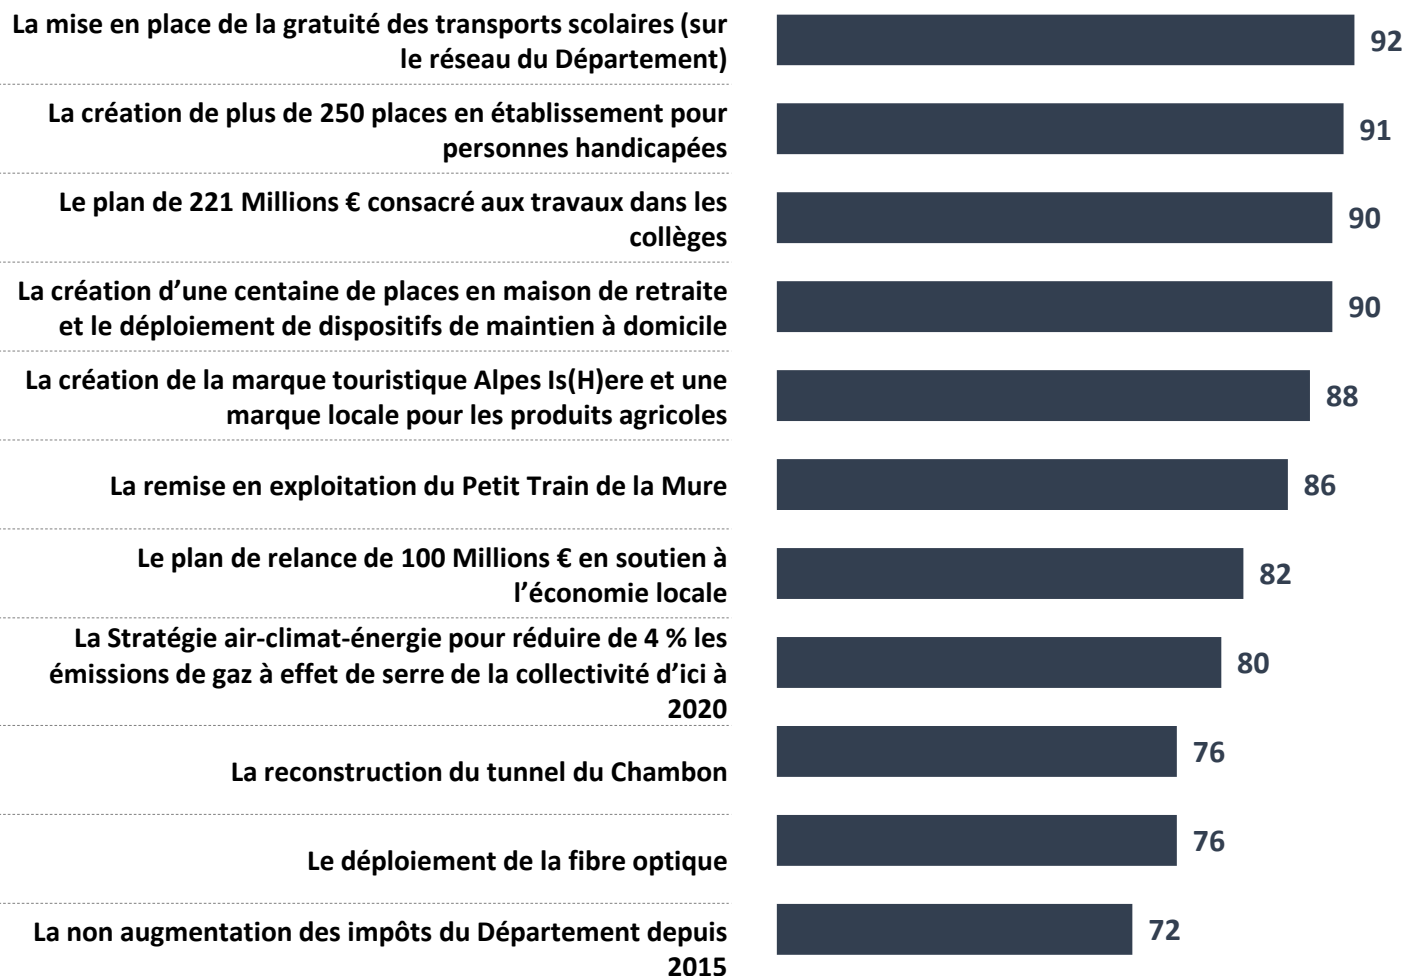 La mise en place de la gratuité des transports scolaires (sur
le réseau du Département)
92
La création de plus de 250 places en établissement pour
personnes handicapées
91
Le plan de 221 Millions € consacré aux travaux dans les
collèges
90
La création d’une centaine de places en maison de retraite
et le déploiement de dispositifs de maintien à domicile
90
La création de la marque touristique Alpes Is(H)ere et une
marque locale pour les produits agricoles
88
La remise en exploitation du Petit Train de la Mure
86
Le plan de relance de 100 Millions € en soutien à
l’économie locale
82
La Stratégie air-climat-énergie pour réduire de 4 % les
émissions de gaz à effet de serre de la collectivité d’ici à
2020
80
La reconstruction du tunnel du Chambon
76
Le déploiement de la fibre optique
76
La non augmentation des impôts du Département depuis
2015
72